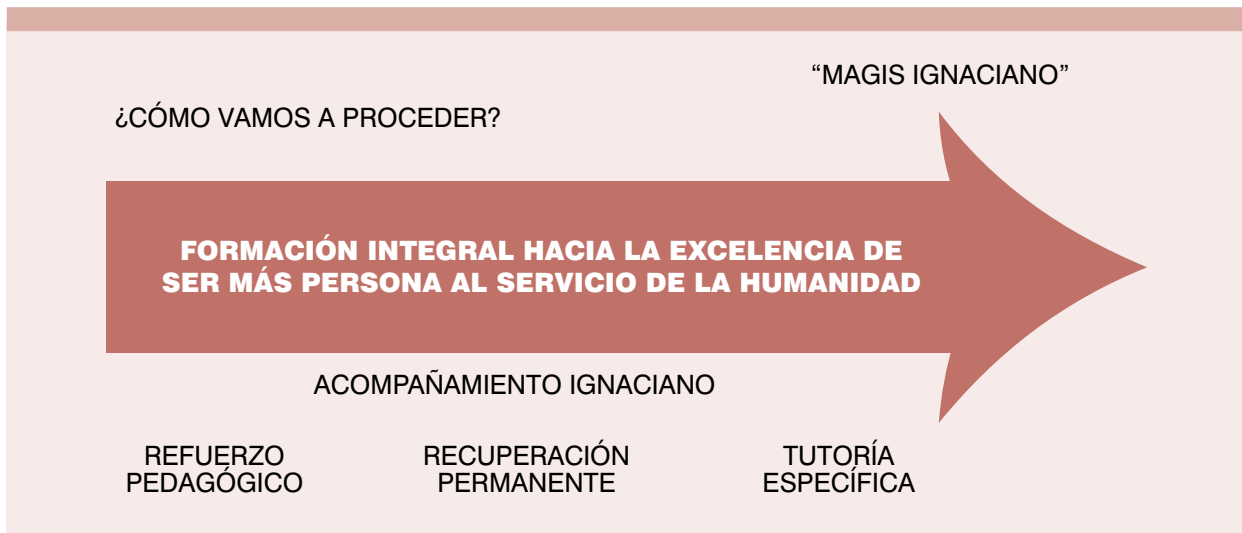 “MAGIS IGNACIANO”
¿CÓMO VAMOS A PROCEDER?
FORMACIÓN INTEGRAL HACIA LA EXCELENCIA DE
SER MÁS PERSONA AL SERVICIO DE LA HUMANIDAD
ACOMPAÑAMIENTO IGNACIANO
REFUERZO
PEDAGÓGICO
RECUPERACIÓN
PERMANENTE
TUTORÍA
ESPECÍFICA